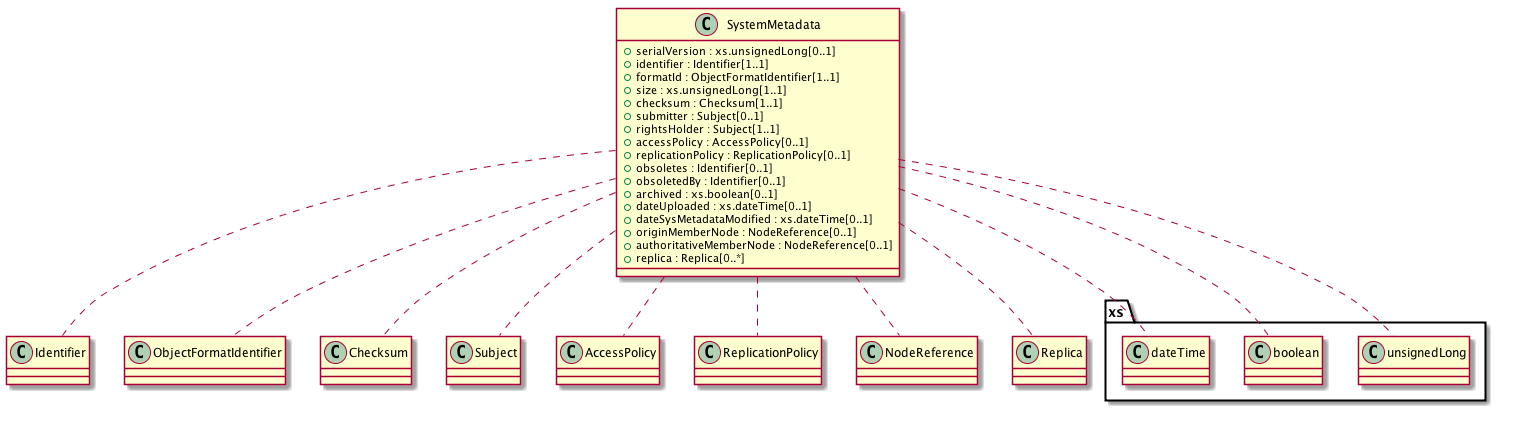 C SystemMetadata
serialVersion : xs.unsignedLong[0..1]
identifier : Identifier[1..1]
formatId : ObjectFormatIdentifier[1..1]
size : xs.unsignedLong[1..1]
checksum : Checksum[1..1]
submitter : Subject[0..1]
rightsHolder : Subject[1..1]
accessPolicy : AccessPolicy[0..1]
replicationPolicy : ReplicationPolicy[0..1]
obsoletes : Identifier[0..1]
obsoletedBy : Identifier[0..1]
archived : xs.boolean[0..1]
dateUploaded : xs.dateTime[0..1]
dateSysMetadataModified : xs.dateTime[0..1]
originMemberNode : NodeReference[0..1]
authoritativeMemberNode : NodeReference[0..1]
replica : Replica[0..*]
xs
C Identifier
C ObjectFormatIdentifier
C Checksum
C Subject
C AccessPolicy
C ReplicationPolicy
C NodeReference
C Replica
C dateTime
C boolean
C unsignedLong